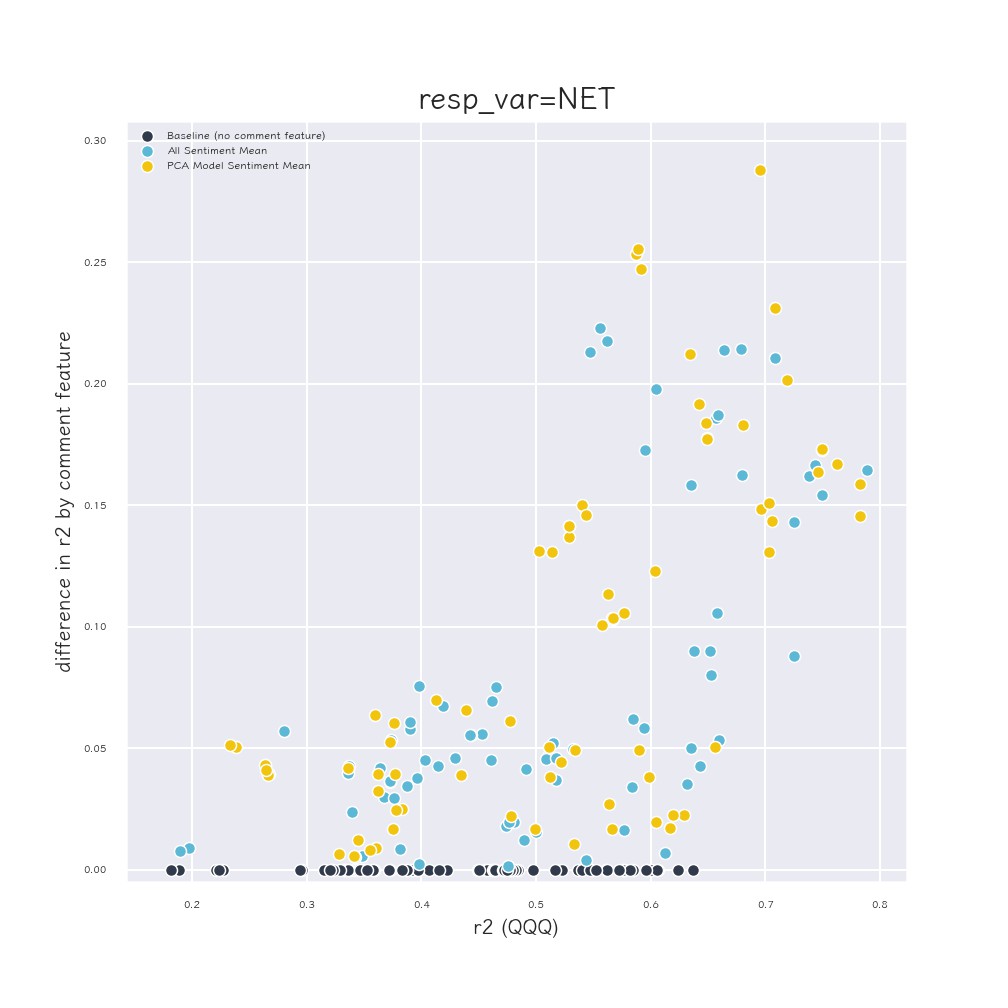 resp_var=NET
Baseline (no comment feature)
All Sentiment Mean
PCA Model Sentiment Mean
0.30
0.25
0.20
0.15
0.10
0.05
0.00
difference in r2 by comment feature
0.2 0.3 0.4 0.5 0.6 0.7 0.8
r2 (QQQ)